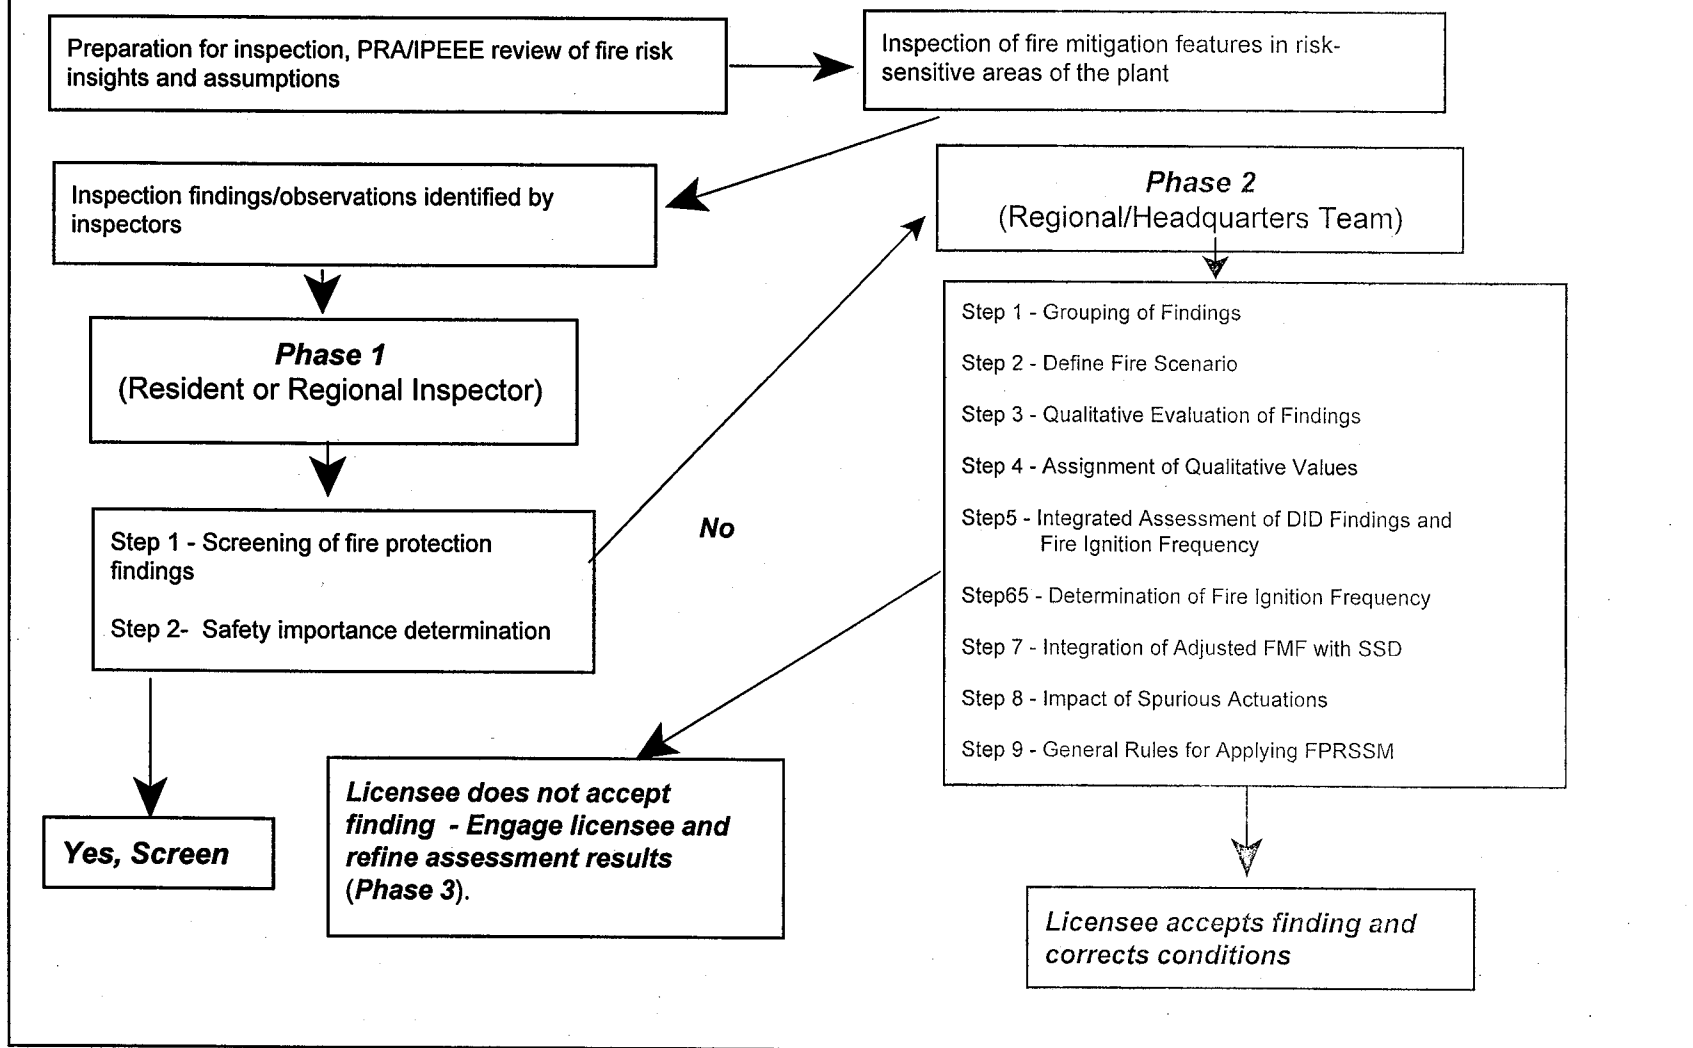 Preparation for inspection, PRA/IPEEE review of fire risk
insights and assumptions
Inspection of fire mitigation features in risk-
sensitive areas of the plant
Inspection findings/observations identified by
inspectors
Phase 1
(Resident or Regional Inspector)
Step 1 - Screening of fire protection
findings
Step 2- Safety importance determination
Yes, Screen
No
Phase 2
(Regional/Headquarters Team)
Step 1 - Grouping of Findings
Step 2 - Define Fire Scenario
Step 3 - Qualitative Evaluation of Findings
Step 4 - Assignment of Qualitative Values
Step5 - Integrated Assessment of DID Findings and
Fire Ignition Frequency
Step65 - Determination of Fire Ignition Frequency
Step 7 - Integration of Adjusted FMF with SSD
Step 8 - Impact of Spurious Actuations
Step 9 - General Rules for Applying FPRSSM
Licensee does not accept
finding - Engage licensee and
refine assessment results
(Phase 3).
Licensee accepts finding and
corrects conditions